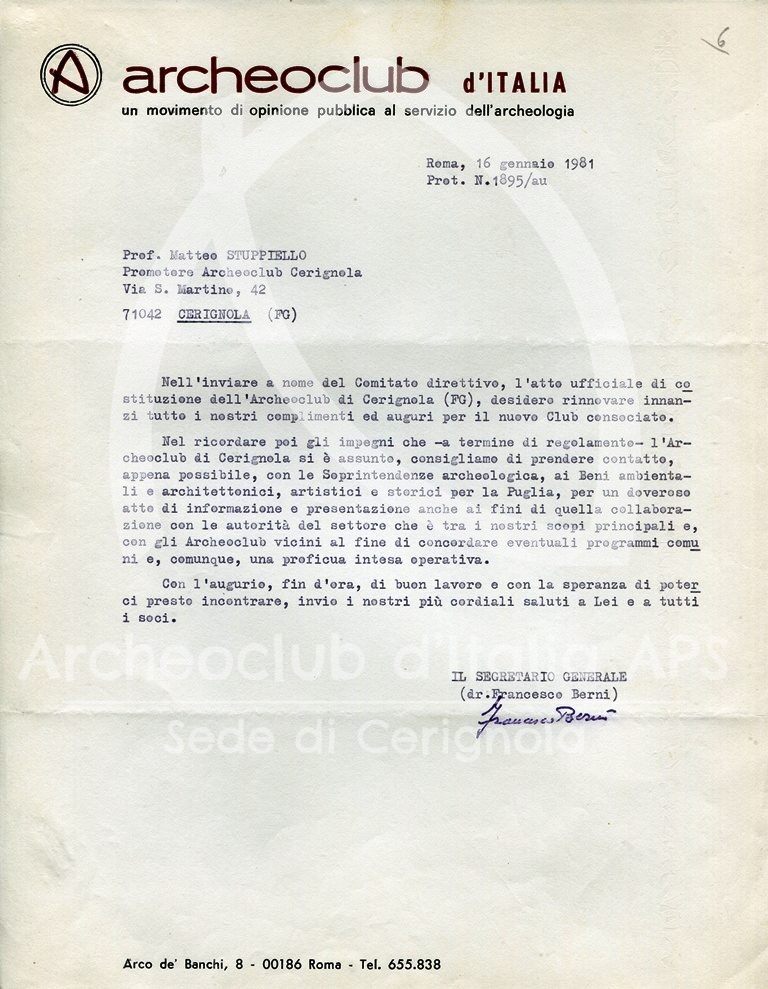 6
A archeoclub d'ITALIA
un movimento di opinione pubblica al servizio dell'archeologia
Roma, 16 gennaio 1981
Prot. N.1895/au
Prof. Matteo STUPPIELLO
Promotore Archeoclub Cerignola
Via S. Martino, 42
71042 CERIGNOLA (FG)
Nell'inviare a nome del Comitato direttivo, l'atto ufficiale di co
stituzione dell'Archeoclub di Cerignola (FG), desidero rinnovare innan-
zi tutto i nostri complimenti ed auguri per il nuovo Club consociato.
Nel ricordare poi gli impegni che -a termine di regolamento- l'Ar-
cheoclub di Cerignola si è assunto, consigliamo di prendere contatto,
appena possibile, con le Soprintendenze archeologica, ai Beni ambienta-
li e architettonici, artistici e storici per la Puglia, per un doveroso
atto di informazione e presentazione anche ai fini di quella collabora-
zione con le autorità del settore che è tra i nostri scopi principali e,
con gli Archeoclub vicini al fine di concordare eventuali programmi comu
ni e, comunque, una proficua intesa operativa.
Con l'augurio, fin d'ora, di buon lavoro e con la speranza di poter
ci presto incontrare, invio i nostri più cordiali saluti a Lei e a tutti
i soci.
Archeoclub d'Italia APS
IL SEGRETARIO GENERALE
(dr.Francesco Berni)
Francesco Berni
Sede di Cerignola
Arco de' Banchi, 8 - 00186 Roma - Tel. 655.838